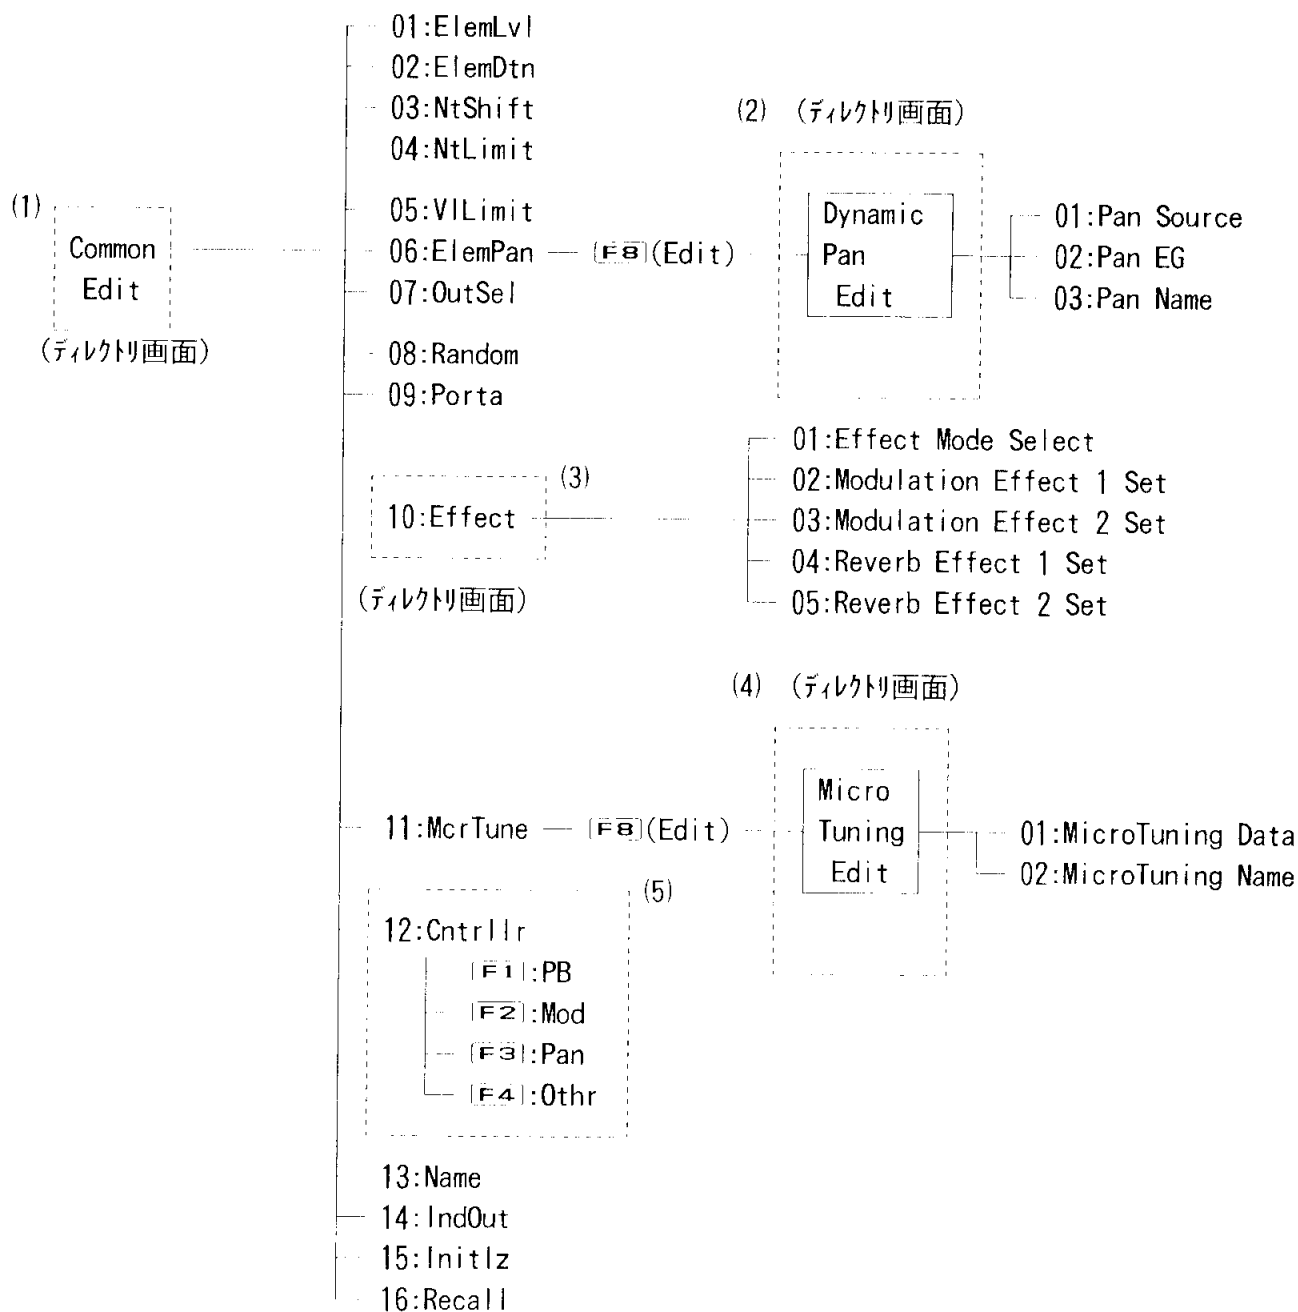 (1)
Common
Edit
(ディレクトリ画面)
01:ElemLvl
02:ElemDtn
03:NtShift
04:NtLimit
05:VlLimit
06:ElemPan
F8(Edit)
07:OutSel
08:Random
09:Porta
(2) (ディレクトリ画面)
Dynamic
Pan
Edit
01:Pan Source
02:Pan EG
03:Pan Name
(3)
10:Effect
(ディレクトリ画面)
01:Effect Mode Select
02:Modulation Effect 1 Set
03:Modulation Effect 2 Set
04:Reverb Effect 1 Set
05:Reverb Effect 2 Set
11:McrTune
F8(Edit)
(4) (ディレクトリ画面)
Micro
Tuning
Edit
01:MicroTuning Data
02:MicroTuning Name
(5)
12:Cntrllr
F1:PB
F2:Mod
F3:Pan
F4:Othr
13:Name
14:IndOut
15:Initlz
16:Recall